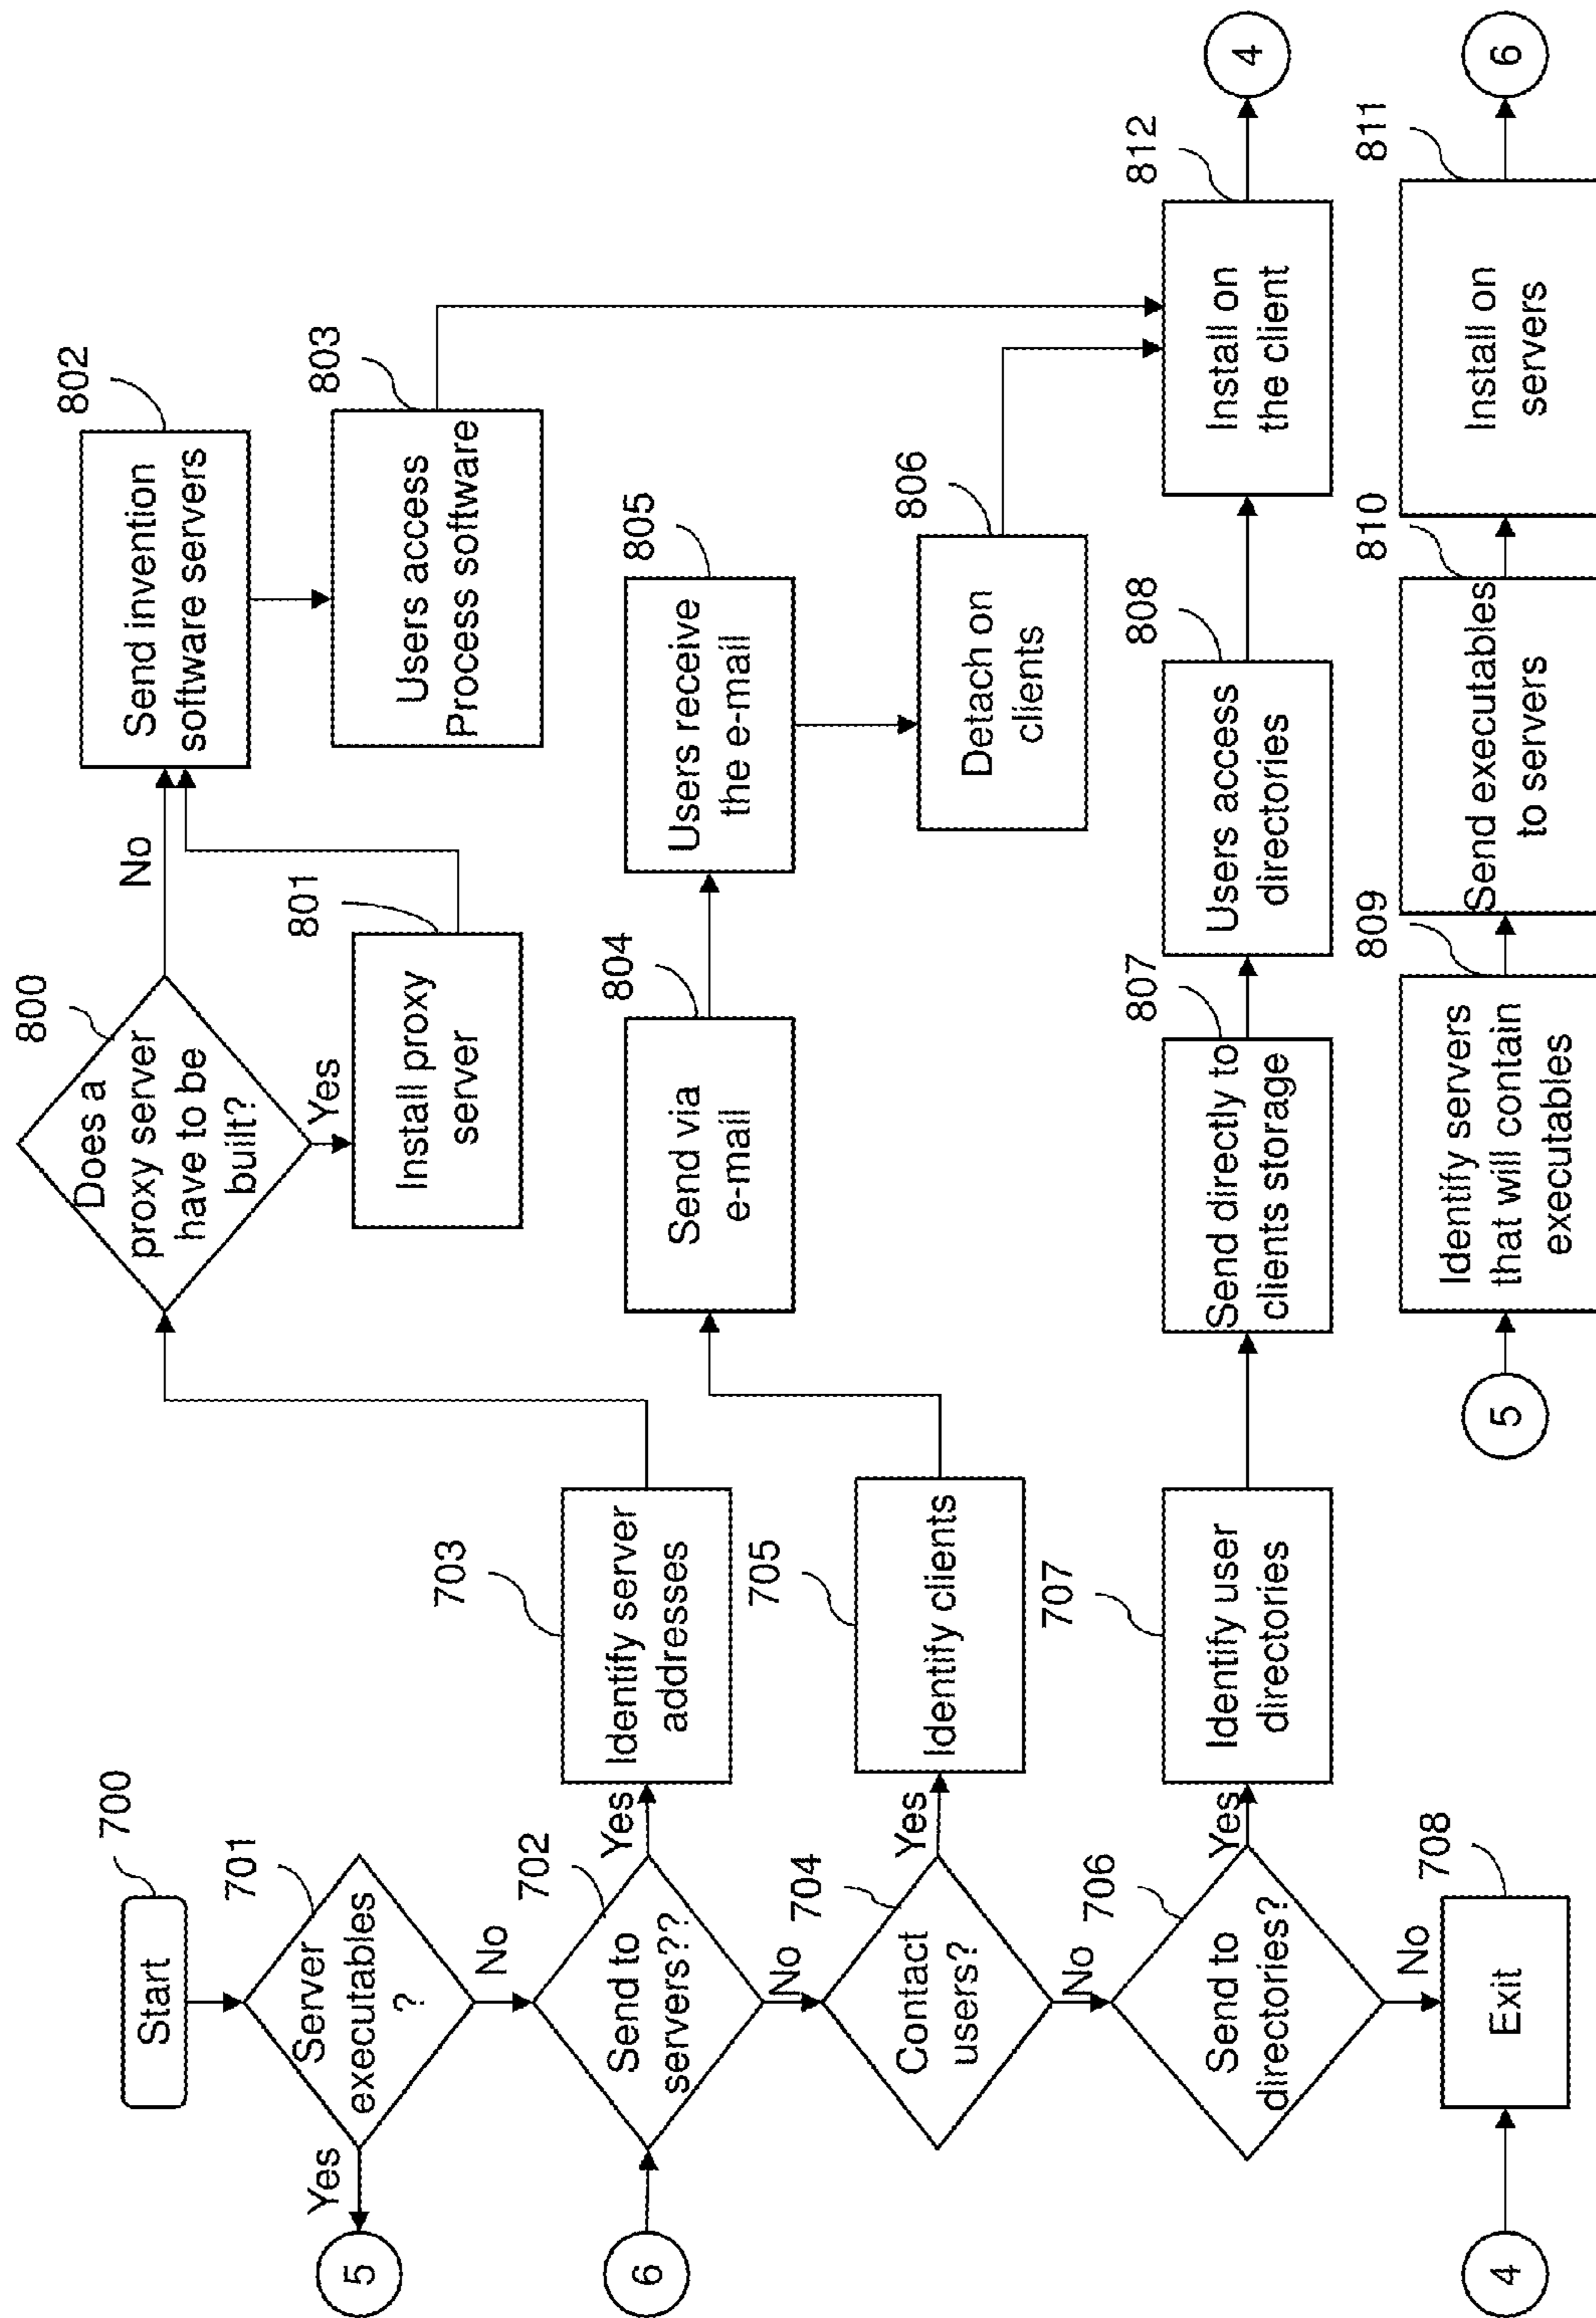 700
Start
701
Server
executables
?
Yes
5
No
702
Send to
servers??
6
Yes
703
Identify server
addresses
No
704
Contact
users?
Yes
705
Identify clients
No
706
Send to
directories?
Yes
707
Identify user
directories
No
708
Exit
4
800
Does a
proxy server
have to be
built?
No
Yes
801
Install proxy
server
802
Send invention
software servers
803
Users access
Process software
804
Send via
e-mail
805
Users receive
the e-mail
806
Detach on
clients
807
Send directly to
clients storage
808
Users access
directories
812
Install on
the client
4
5
809
Identify servers
that will contain
executables
810
Send executables
to servers
811
Install on
servers
6